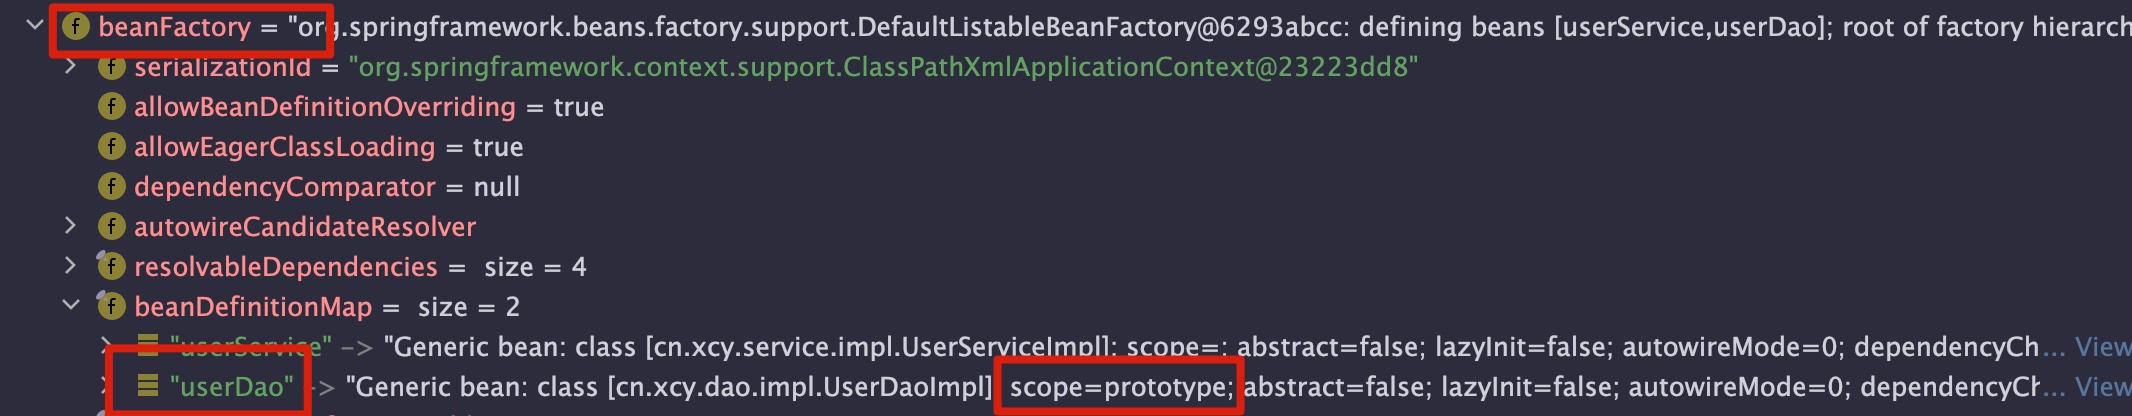 f beanFactory = "org.springframework.beans.factory.support.DefaultListableBeanFactory@6293abcc: defining beans [userService,userDao]; root of factory hierarch
f serializationId = "org.springframework.context.support.ClassPathXmlApplicationContext@23223dd8"
f allowBeanDefinitionOverriding = true
f allowEagerClassLoading = true
f dependencyComparator = null
f autowireCandidateResolver
f resolvableDependencies = size = 4
f beanDefinitionMap = size = 2
"userService" -> "Generic bean: class [cn.xcy.service.impl.UserServiceImpl]; scope=; abstract=false; lazyInit=false; autowireMode=0; dependencyCh... View
"userDao" -> "Generic bean: class [cn.xcy.dao.impl.UserDaoImpl] scope=prototype; abstract=false; lazyInit=false; autowireMode=0; dependencyCh... View